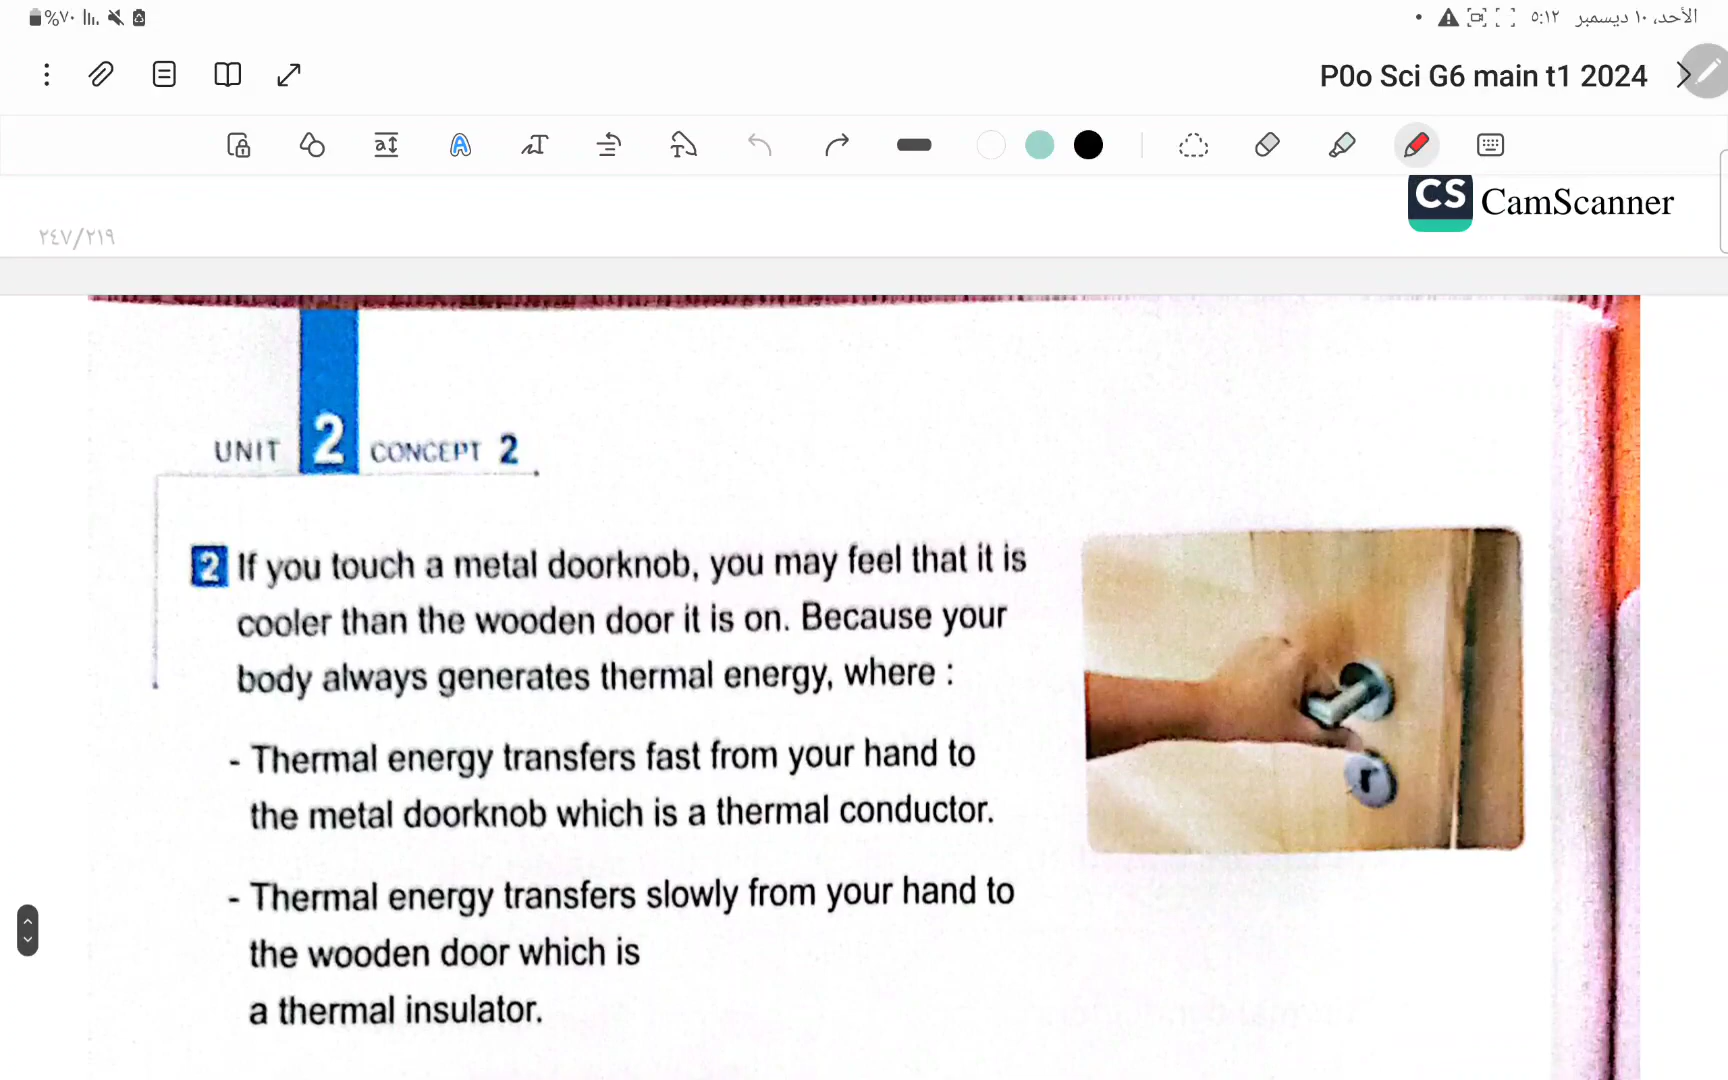 %٧٠
الأحد، ١٠ ديسمبر ٥:١٢
P0o Sci G6 main t1 2024
CS CamScanner
٢٤٧/٢١٩
UNIT 2 CONCEPT 2
2 If you touch a metal doorknob, you may feel that it is
cooler than the wooden door it is on. Because your
body always generates thermal energy, where :
- Thermal energy transfers fast from your hand to
the metal doorknob which is a thermal conductor.
- Thermal energy transfers slowly from your hand to
the wooden door which is
a thermal insulator.